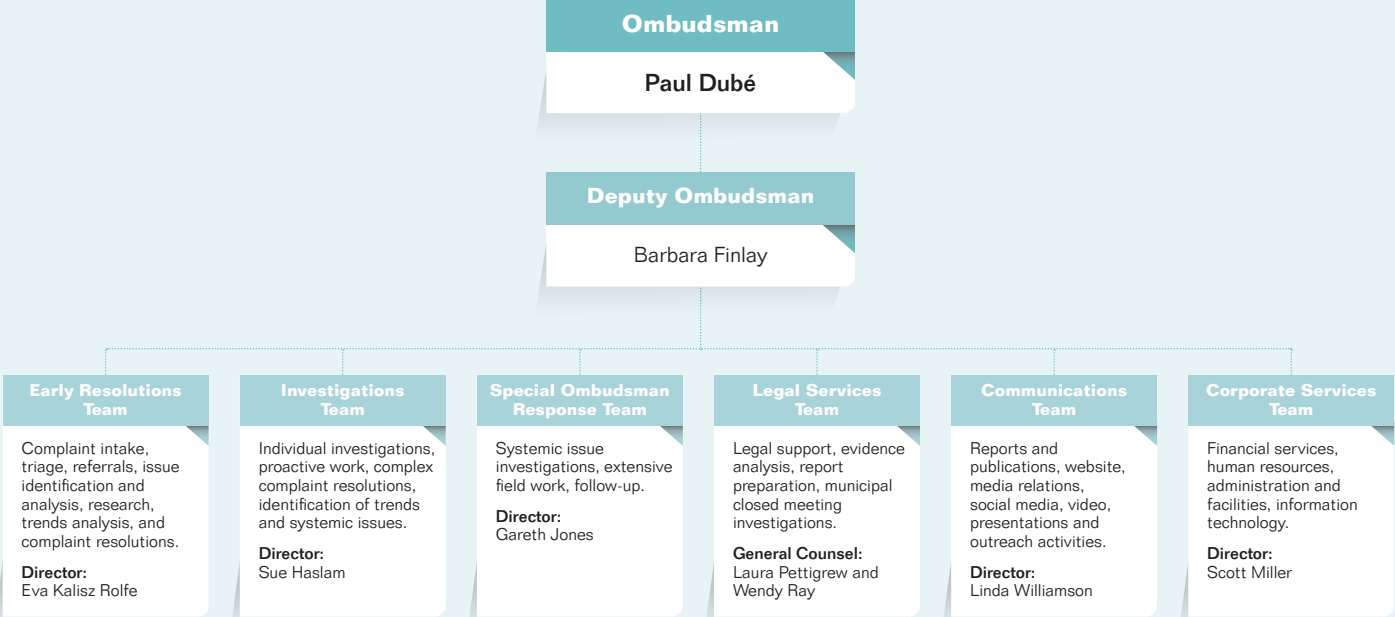 Ombudsman
Paul Dubé
Deputy Ombudsman
Barbara Finlay
Early Resolutions
Team
Complaint intake,
triage, referrals, issue
identification and
analysis, research,
trends analysis, and
complaint resolutions.
Director:
Eva Kalisz Rolfe
Investigations
Team
Individual investigations,
proactive work, complex
complaint resolutions,
identification of trends
and systemic issues.
Director:
Sue Haslam
Special Ombudsman
Response Team
Systemic issue
investigations, extensive
field work, follow-up.
Director:
Gareth Jones
Legal Services
Team
Legal support, evidence
analysis, report
preparation, municipal
closed meeting
investigations.
General Counsel:
Laura Pettigrew and
Wendy Ray
Communications
Team
Reports and
publications, website,
media relations,
social media, video,
presentations and
outreach activities.
Director:
Linda Williamson
Corporate Services
Team
Financial services,
human resources,
administration and
facilities, information
technology.
Director:
Scott Miller